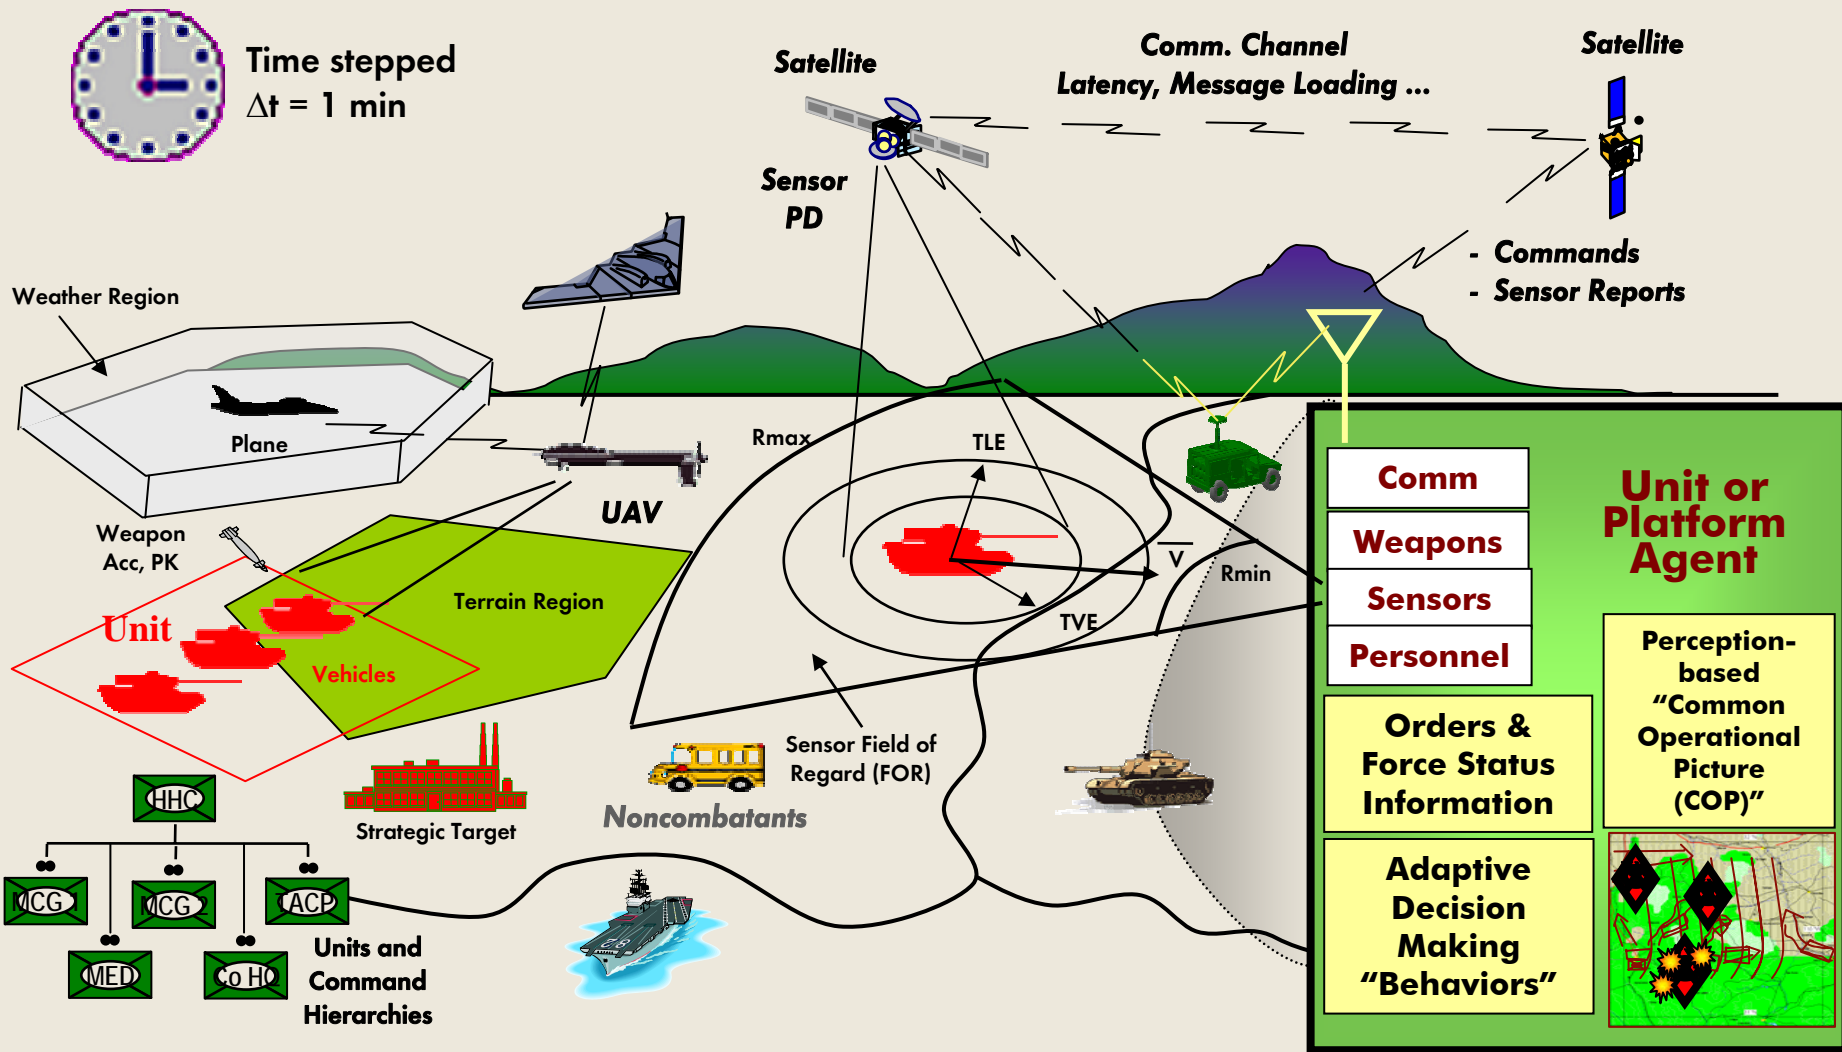 Time stepped
Δt = 1 min
Satellite
Comm. Channel
Latency, Message Loading ...
Satellite
Sensor
PD
- Commands
- Sensor Reports
Weather Region
Plane
UAV
Rmax
TLE
V
Rmin
TVE
Weapon
Acc, PK
Terrain Region
Unit
Vehicles
Sensor Field of
Regard (FOR)
Strategic Target
Noncombatants
HHC
MCG 1
MCG 2
TACP
MED
Co HQ
Units and
Command
Hierarchies
Comm
Weapons
Sensors
Personnel
Unit or
Platform
Agent
Orders &
Force Status
Information
Adaptive
Decision
Making
“Behaviors”
Perception-
based
“Common
Operational
Picture
(COP)”